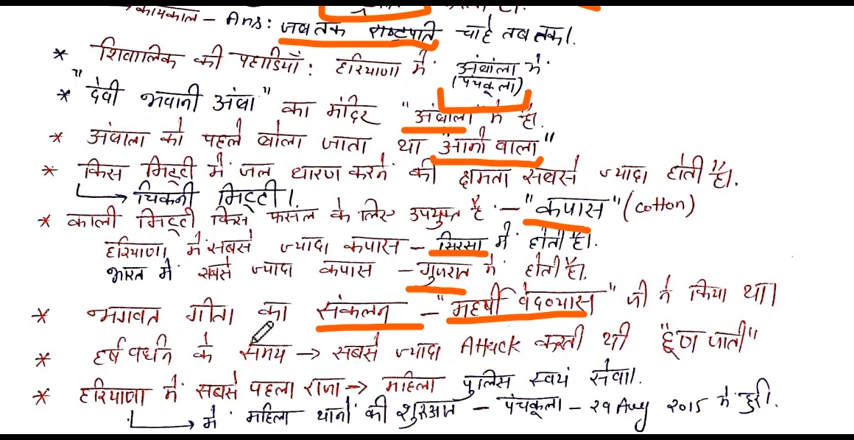 कार्यकाल - Ans: जब तक राष्ट्रपति चाहे तब तक।
* शिवालिक की पहाडियाँ: हरियाणा में अंबाला में
(पंचकूला)
* "देवी भवानी अंबा" का मंदिर "अंबाला" में है।
* अंबाला को पहले बोला जाता था "आमो वाला"
* किस मिट्टी में जल धारण करने की क्षमता सबसे ज्यादा होती है।
→ चिकनी मिट्टी।
* काली मिट्टी किस फसल के लिए उपयुक्त है - "कपास" (cotton)
हरियाणा में सबसे ज्यादा कपास - सिरसा में होती है।
भारत में सबसे ज्यादा कपास - गुजरात में होती है।
* भगवत गीता का संकलन - "महर्षी वेदव्यास" जी ने किया था।
* हर्ष वर्धन के समय → सबसे ज्यादा Attack करती थी "हूण जाती"
* हरियाणा में सबसे पहला राज्य → महिला पुलिस स्वयं सेवा।
→ में महिला थानों की शुरुआत - पंचकूला - 29 Aug 2015 में हुई।